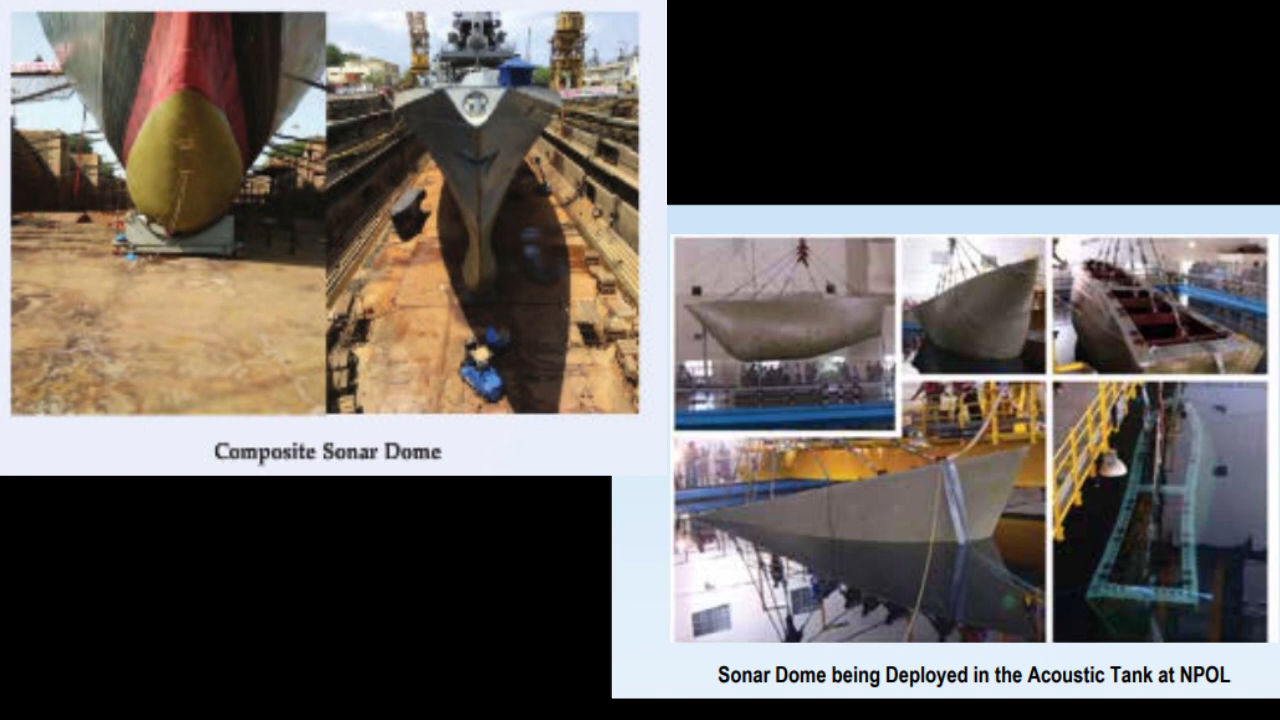 Composite Sonar Dome
Sonar Dome being Deployed in the Acoustic Tank at NPOL